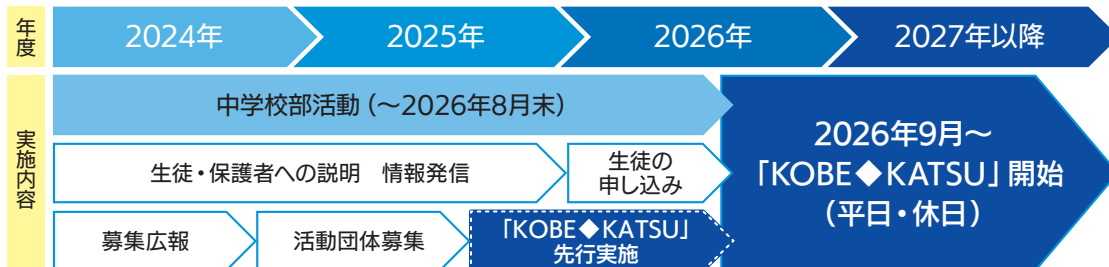 年度
2024年
2025年
2026年
2027年以降
実施内容
中学校部活動（～2026年8月末）
生徒・保護者への説明　情報発信
生徒の
申し込み
募集広報
活動団体募集
「KOBE◆KATSU」
先行実施
2026年9月～
「KOBE◆KATSU」開始
（平日・休日）